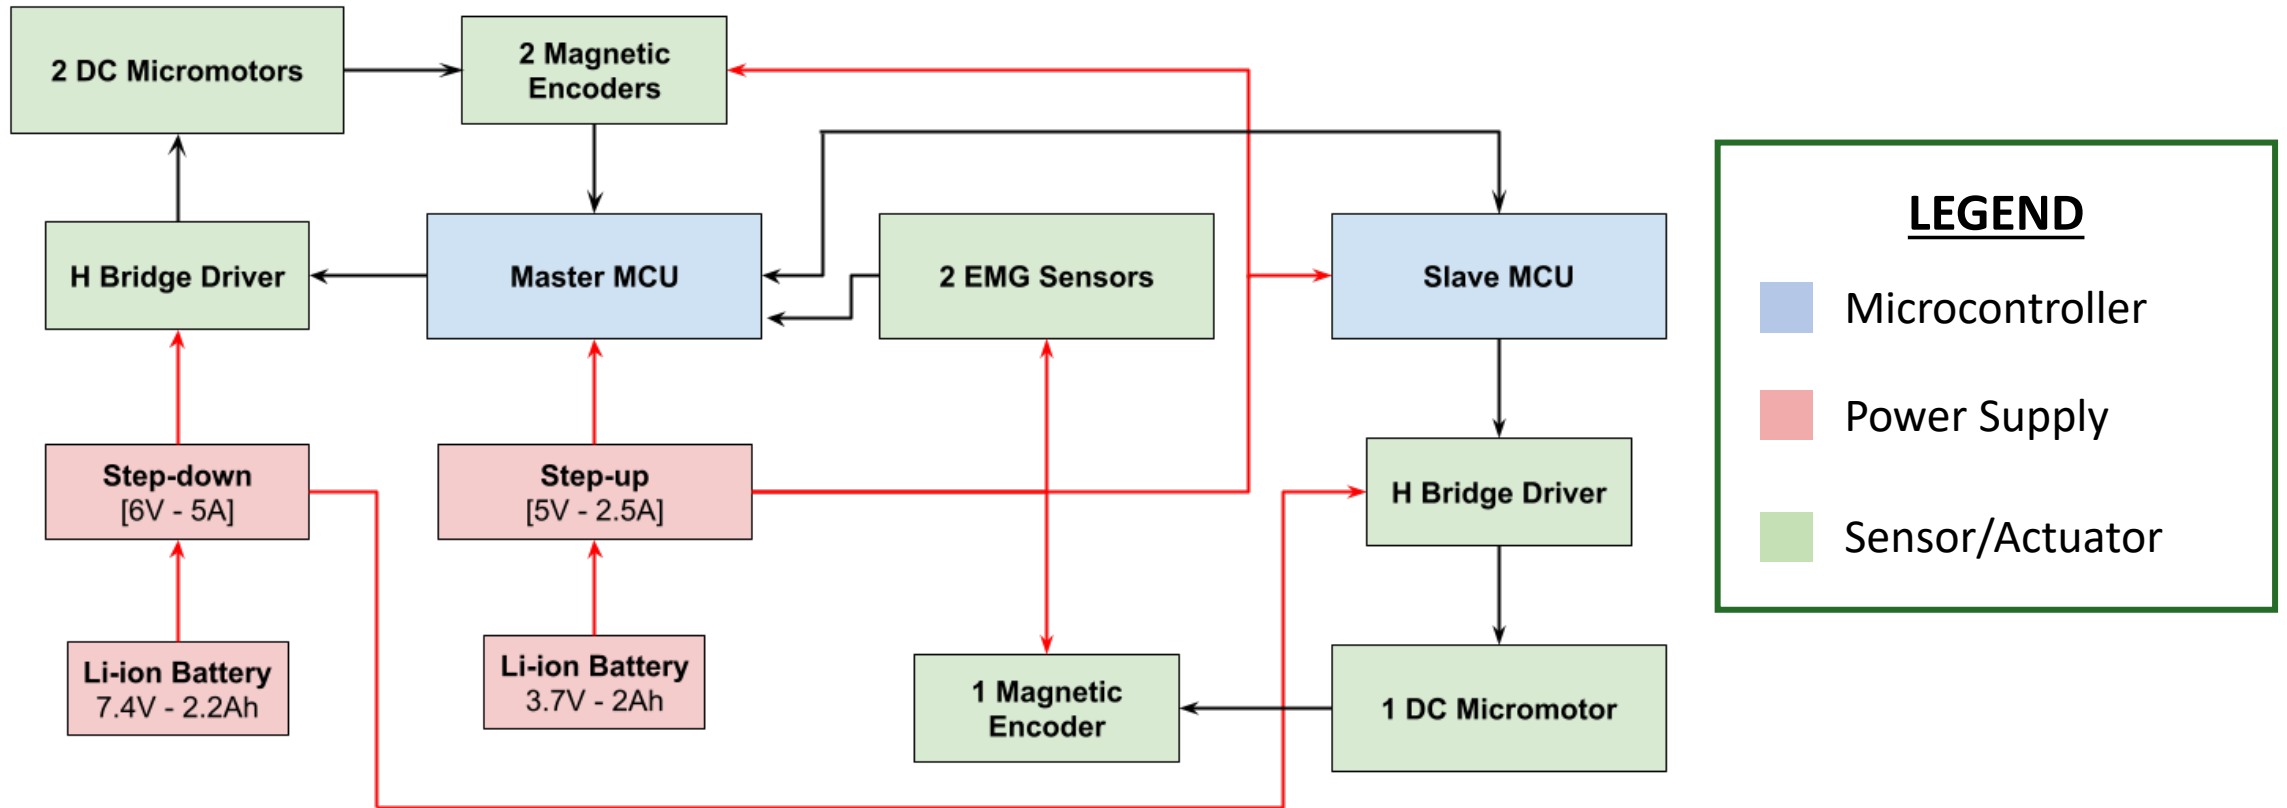 2 DC Micromotors
2 Magnetic
Encoders
H Bridge Driver
Master MCU
2 EMG Sensors
Slave MCU
Step-down
[6V - 5A]
Step-up
[5V - 2.5A]
H Bridge Driver
Li-ion Battery
7.4V - 2.2Ah
Li-ion Battery
3.7V - 2Ah
1 Magnetic
Encoder
1 DC Micromotor
LEGEND
Microcontroller
Power Supply
Sensor/Actuator